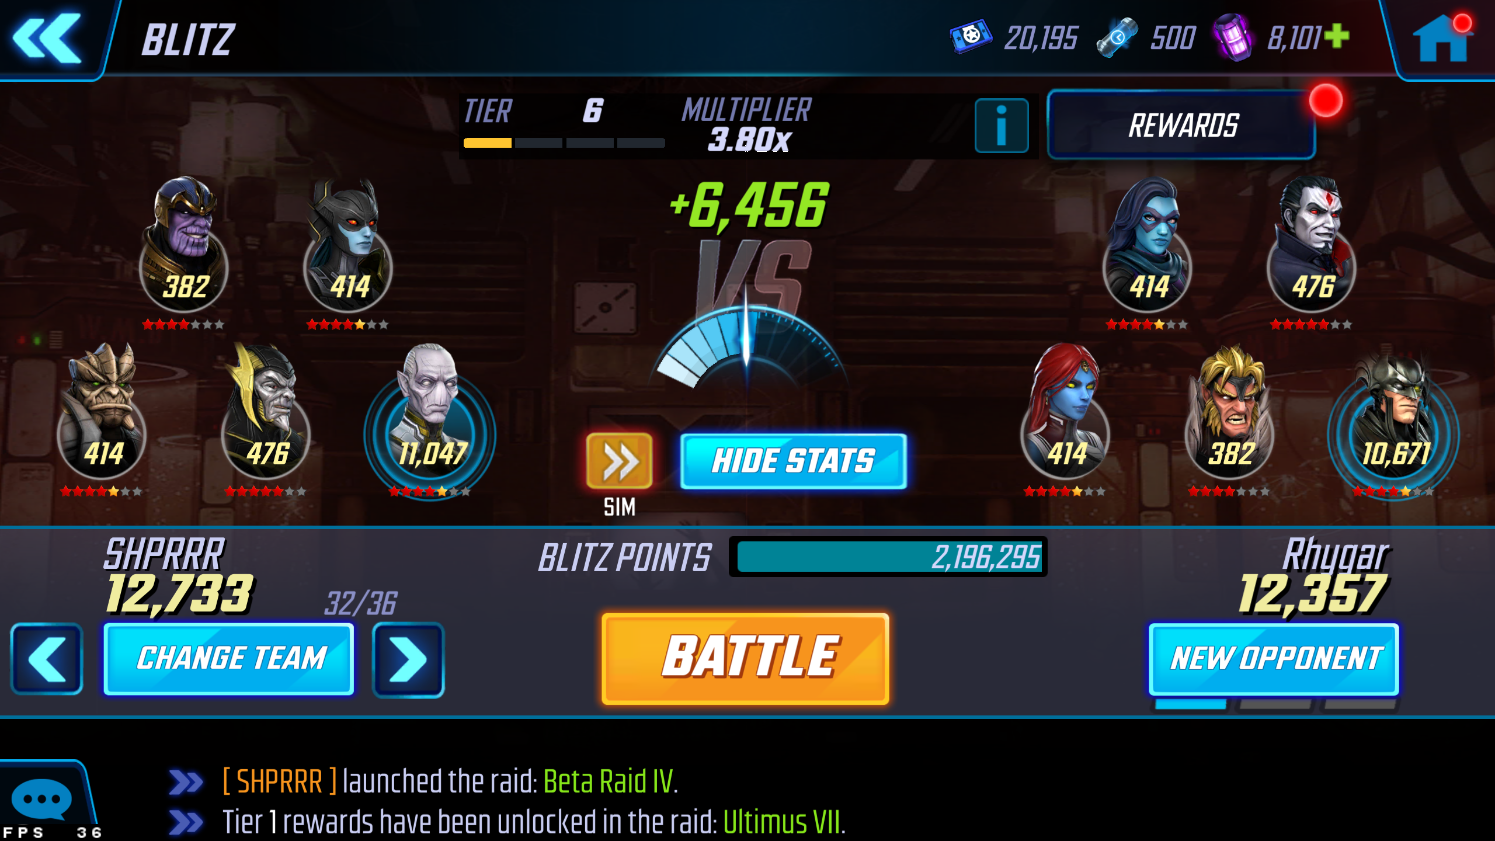 BLITZ
20,195
500
8,101
TIER 6
MULTIPLIER
3.80x
i
REWARDS
+6,456
VS
382
414
414
476
11,047
414
476
414
382
10,671
SIM
HIDE STATS
SHPRRR
12,733
32/36
BLITZ POINTS
2,196,295
Rhygar
12,357
CHANGE TEAM
BATTLE
NEW OPPONENT
[ SHPRRR ] launched the raid: Beta Raid IV.
Tier 1 rewards have been unlocked in the raid: Ultimus VII.
FPS 36